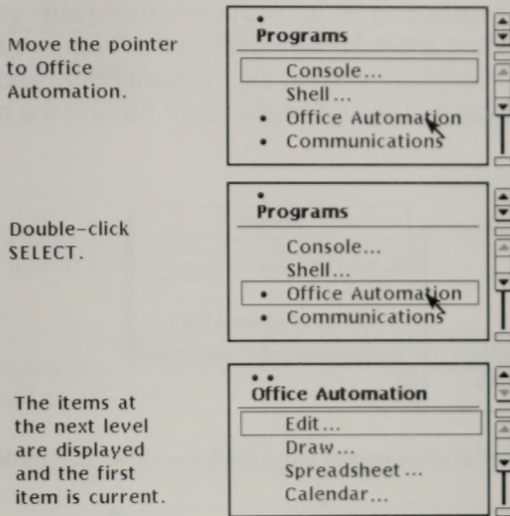 Move the pointer
to Office
Automation.
•
Programs
Console...
Shell...
• Office Automation
• Communications
Double-click
SELECT.
•
Programs
Console...
Shell...
• Office Automation
• Communications
The items at
the next level
are displayed
and the first
item is current.
• •
Office Automation
Edit...
Draw...
Spreadsheet...
Calendar...